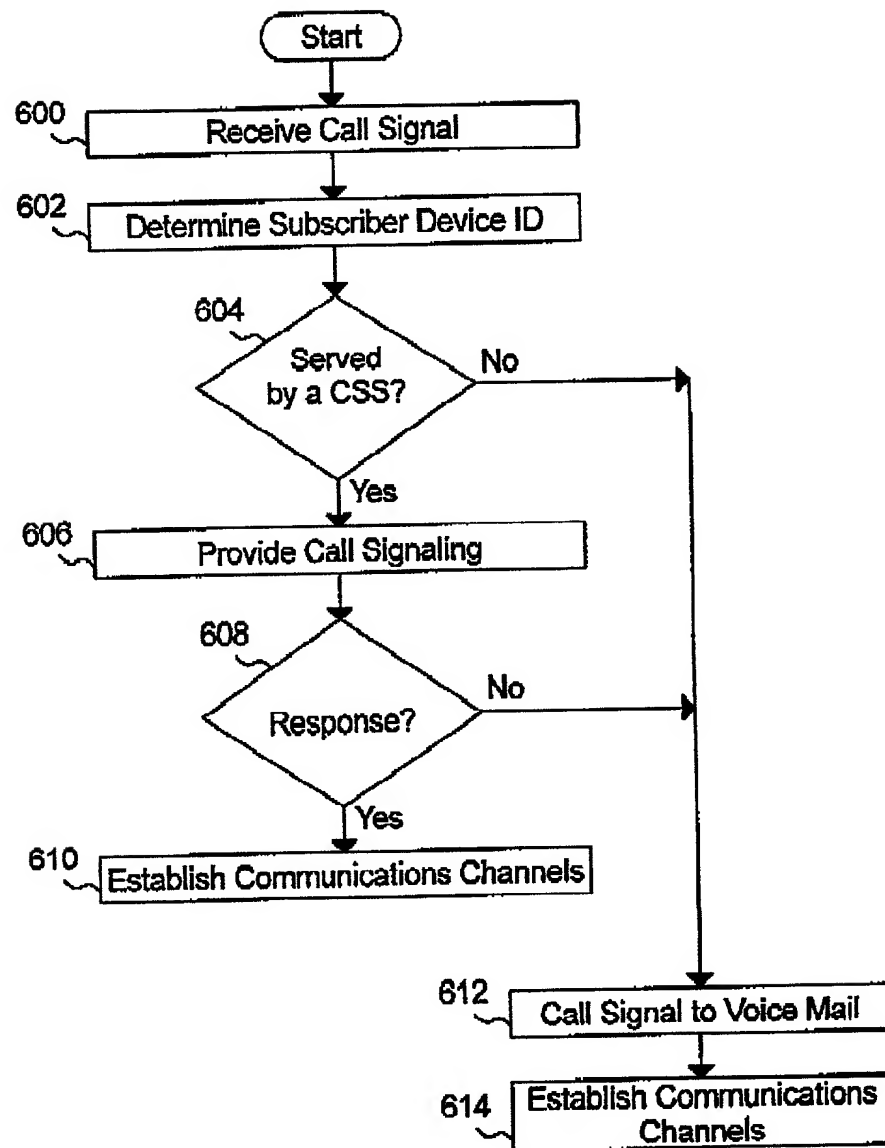 Start
600
Receive Call Signal
602
Determine Subscriber Device ID
604
Served
by a CSS?
No
Yes
606
Provide Call Signaling
608
Response?
No
Yes
610
Establish Communications Channels
612
Call Signal to Voice Mail
614
Establish Communications
Channels